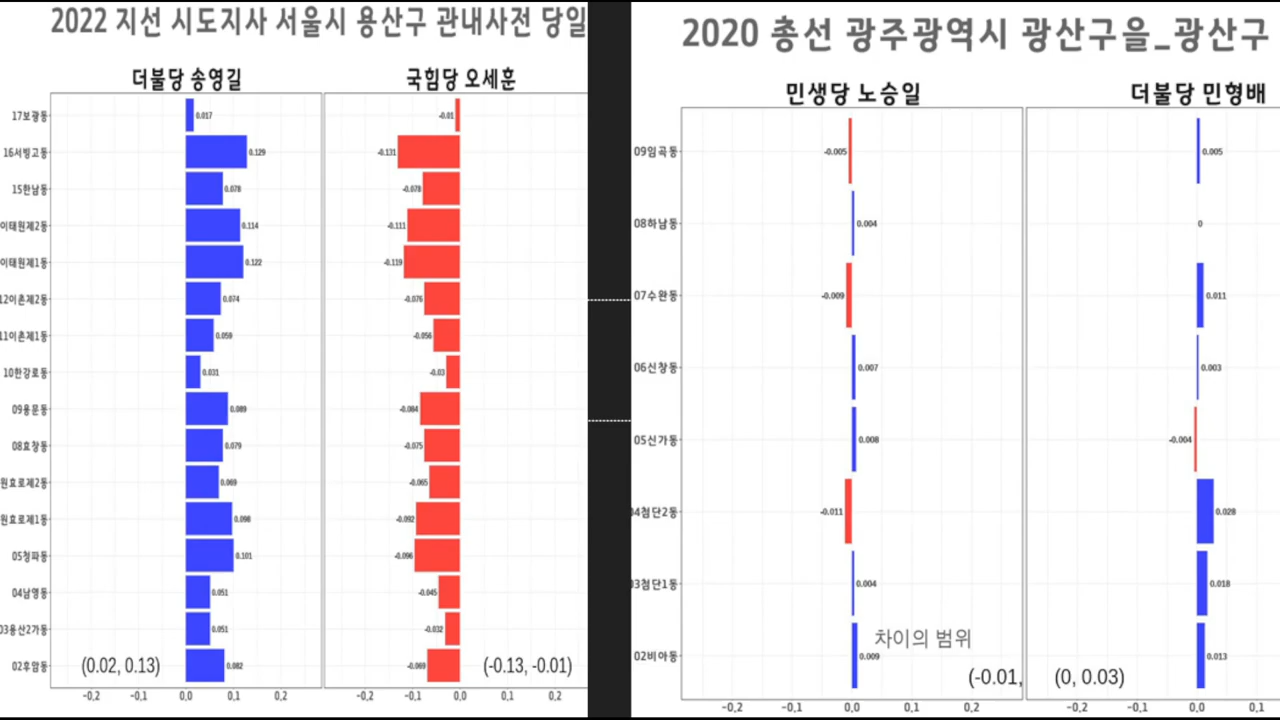 2022 지선 시도지사 서울시 용산구 관내사전 당일
더불당 송영길
국힘당 오세훈
17보광동
0.017
-0.01
16서빙고동
0.129
-0.131
15한남동
0.078
-0.078
이태원제2동
0.114
-0.111
이태원제1동
0.122
-0.119
12이촌제2동
0.074
-0.076
11이촌제1동
0.059
-0.056
10한강로동
0.031
-0.03
09용문동
0.089
-0.084
08효창동
0.079
-0.075
원효로제2동
0.069
-0.065
원효로제1동
0.098
-0.092
05청파동
0.101
-0.096
04남영동
0.051
-0.045
03용산2가동
0.051
-0.032
02후암동
0.082
-0.069
(0.02, 0.13)
(-0.13, -0.01)
-0.2 -0.1 0.0 0.1 0.2
-0.2 -0.1 0.0 0.1 0.2
2020 총선 광주광역시 광산구을_광산구
민생당 노승일
더불당 민형배
09임곡동
-0.005
0.005
08하남동
0.004
0
07수완동
-0.009
0.011
06신창동
0.007
0.003
05신가동
0.008
-0.004
04첨단2동
-0.011
0.028
03첨단1동
0.004
0.018
02비아동
0.009
0.013
차이의 범위
(-0.01,
(0, 0.03)
-0.2 -0.1 0.0 0.1 0.2
-0.2 -0.1 0.0 0.1